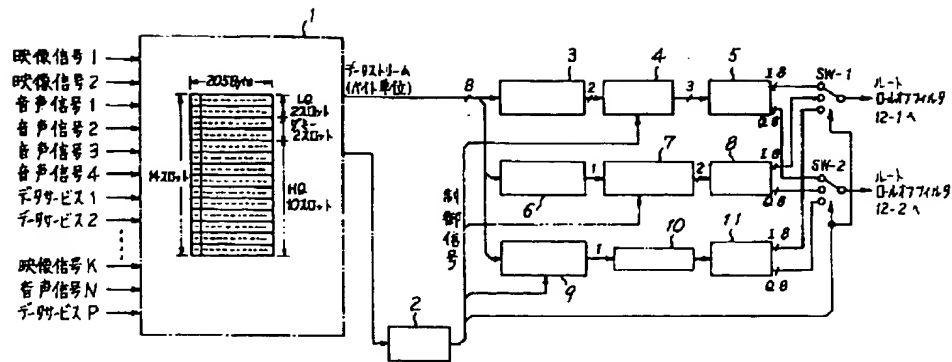 映像信号1
映像信号2
音声信号1
音声信号2
音声信号3
音声信号4
データサービス1
データサービス2
映像信号K
音声信号N
データサービスP
1
205Byte
14スロット
LQ
2スロット
ダミー
2スロット
HQ
10スロット
データストリーム
(バイト単位)
8
3
2
4
3
5
I 8
Q 8
6
1
7
2
8
I 8
Q 8
9
1
10
11
I 8
Q 8
制御信号
2
SW-1
ルート
ロールオフフィルタ
12-1へ
SW-2
ルート
ロールオフフィルタ
12-2へ